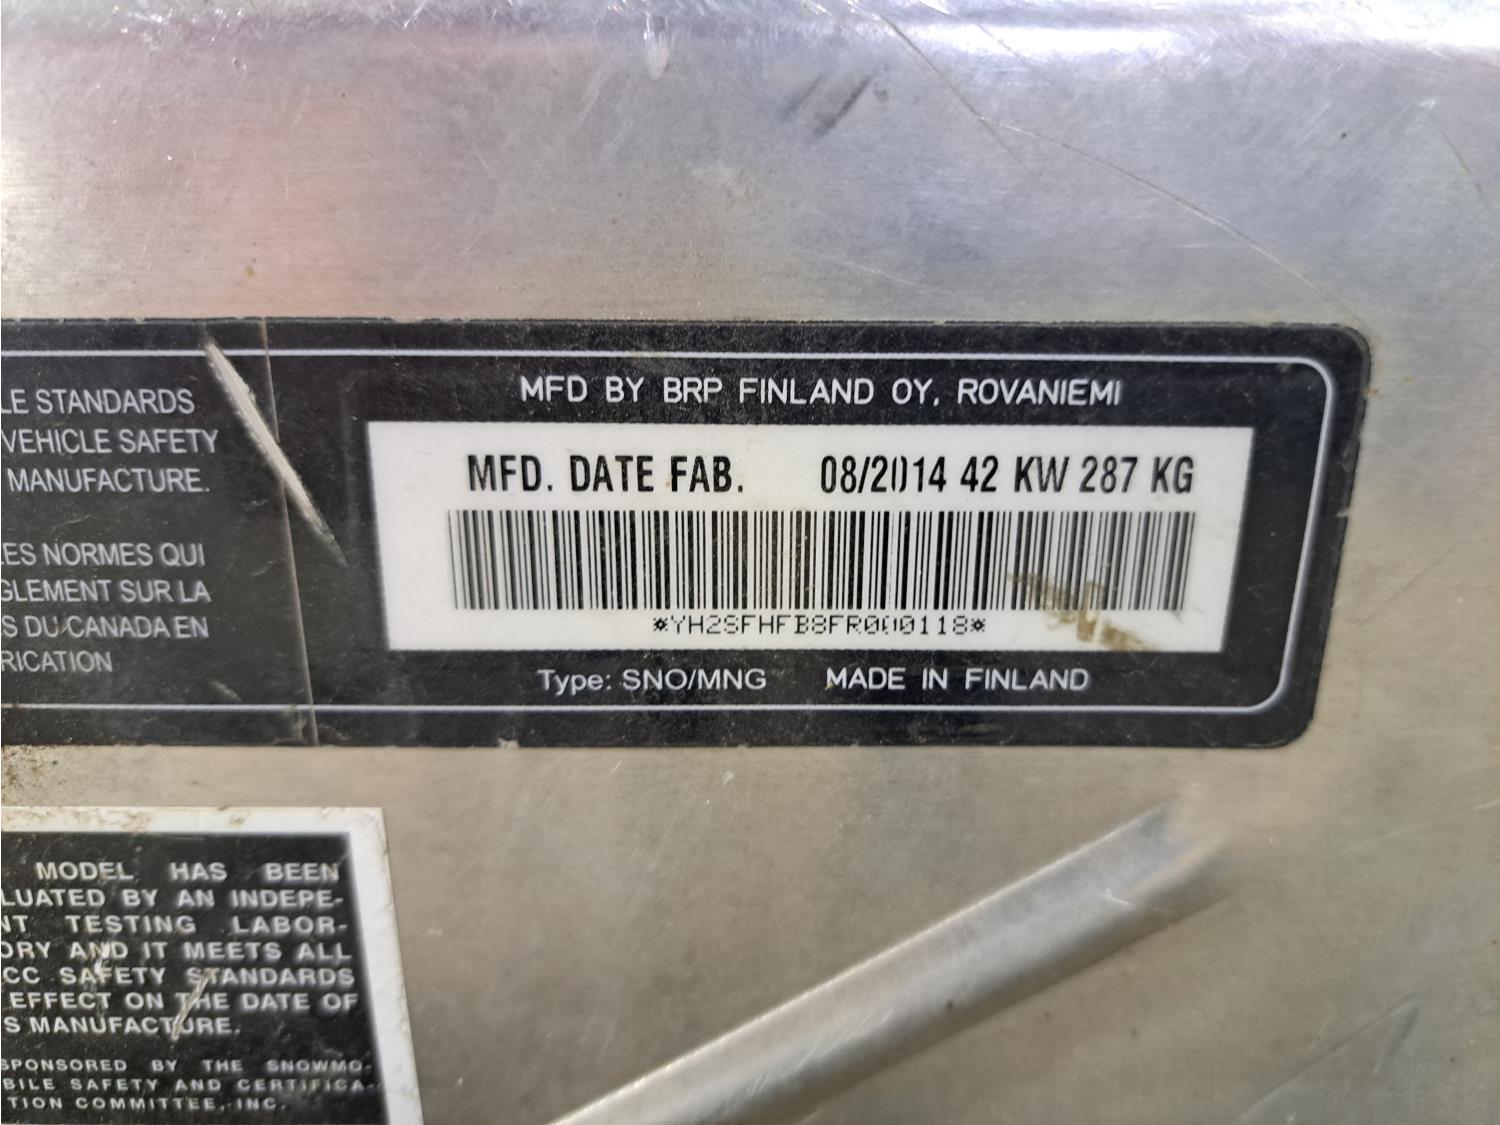 LE STANDARDS
VEHICLE SAFETY
MANUFACTURE.
ES NORMES QUI
GLEMENT SUR LA
S DU CANADA EN
RICATION
MFD BY BRP FINLAND OY, ROVANIEMI
MFD. DATE FAB. 08/2014 42 KW 287 KG
*YH2SFHFB8FR000118*
Type: SNO/MNG MADE IN FINLAND
MODEL HAS BEEN
LUATED BY AN INDEPE-
NT TESTING LABOR-
ORY AND IT MEETS ALL
CC SAFETY STANDARDS
EFFECT ON THE DATE OF
S MANUFACTURE.
SPONSORED BY THE SNOWMO-
BILE SAFETY AND CERTIFICA-
TION COMMITTEE, INC.